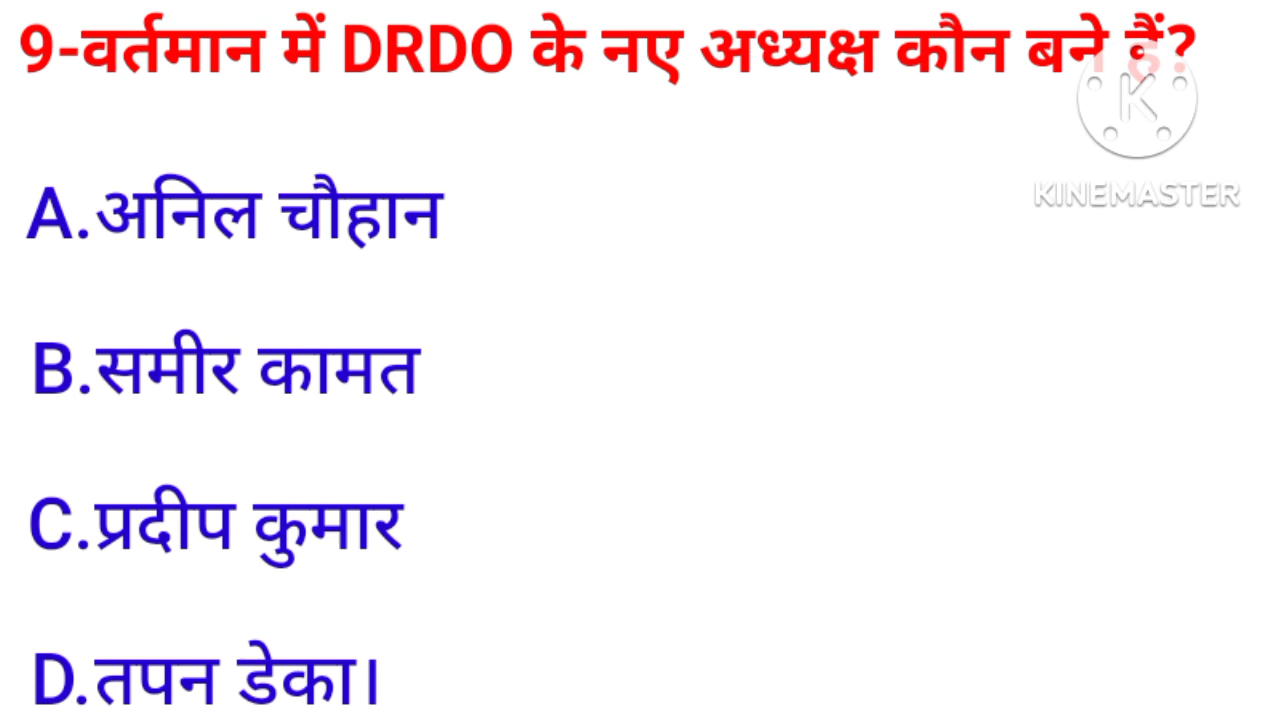 9-वर्तमान में DRDO के नए अध्यक्ष कौन बने हैं?
KINEMASTER
A.अनिल चौहान
B.समीर कामत
C.प्रदीप कुमार
D.तपन डेका।